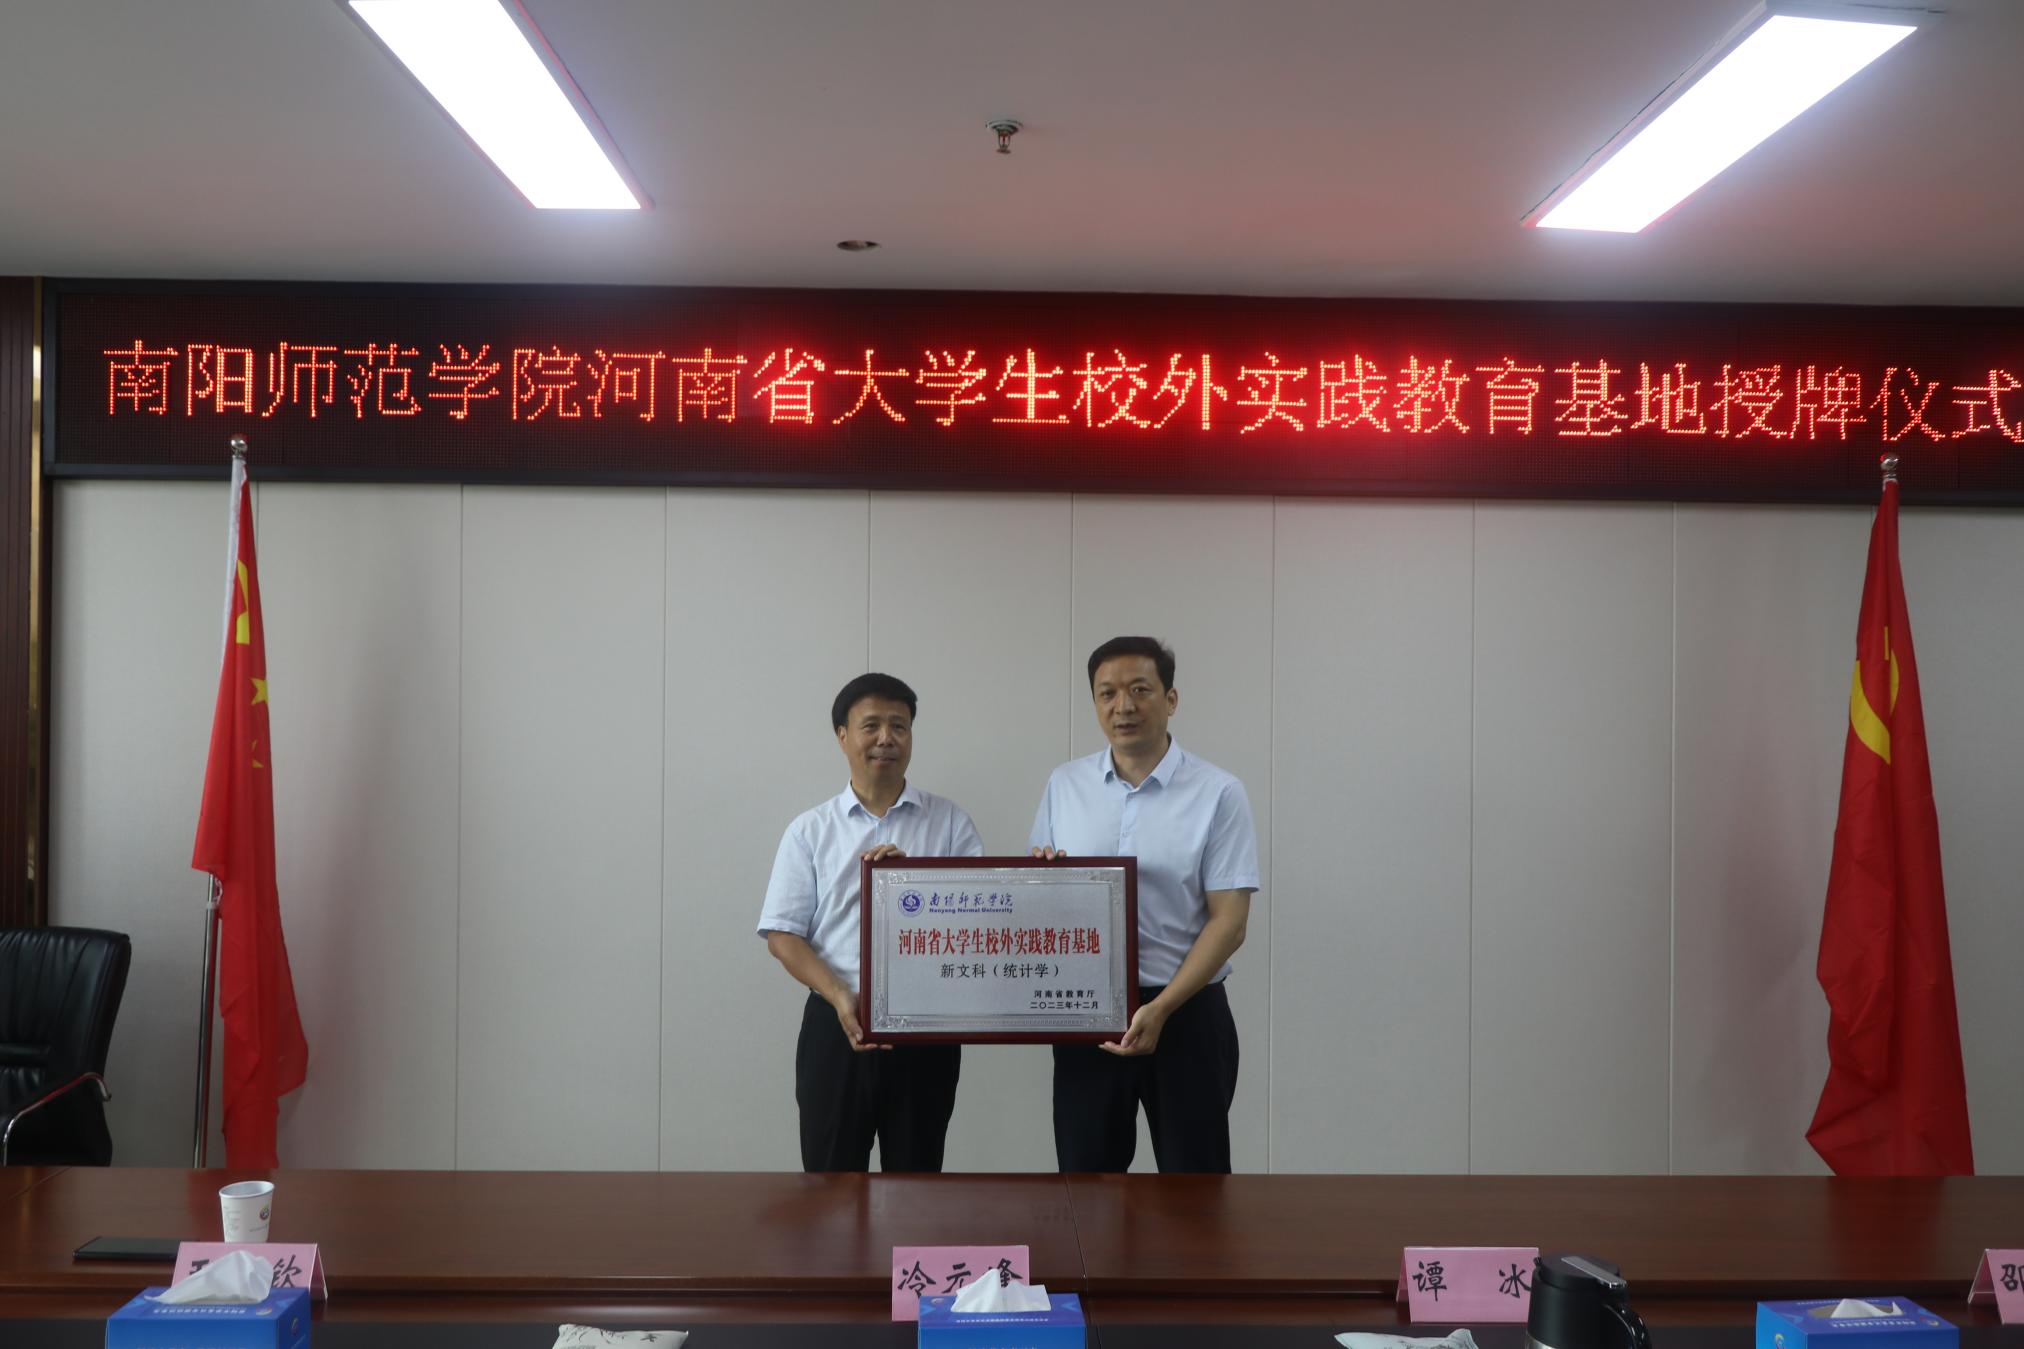 南阳师范学院河南省大学生校外实践教育基地授牌仪式
南阳师范学院
Nanyang Normal University
河南省大学生校外实践教育基地
新文科（统计学）
河南省教育厅
二〇二三年十二月
钦
冷元峰
谭 冰
邵